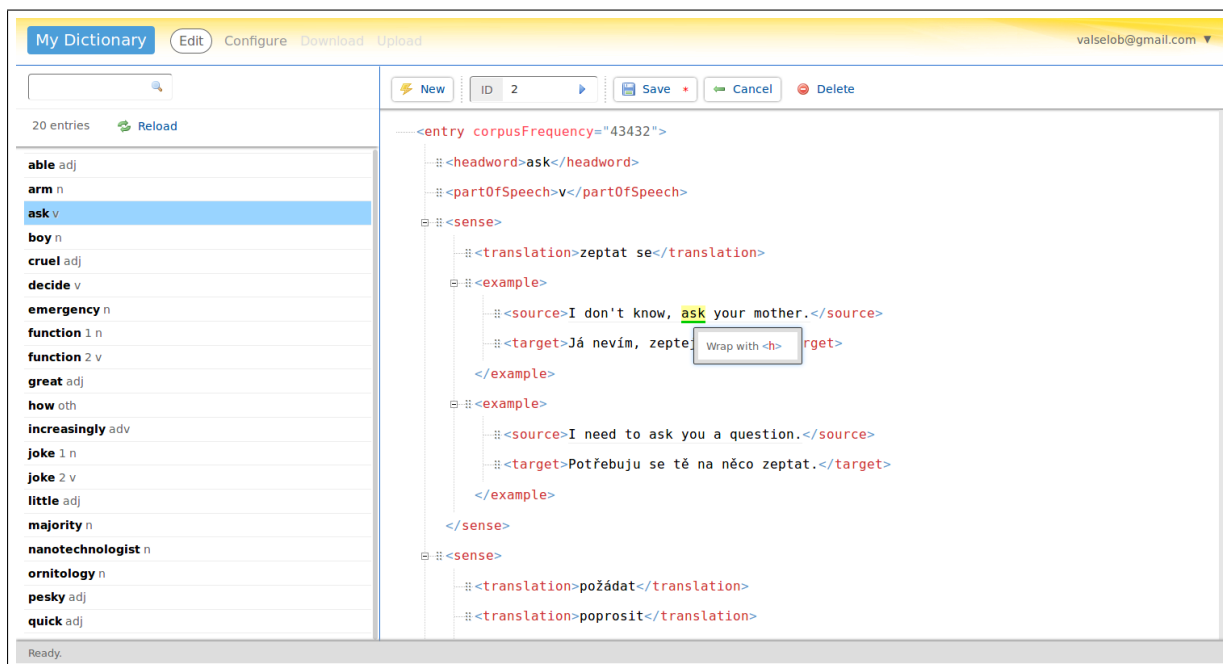 My Dictionary Edit Configure Download Upload valselob@gmail.com ▼
20 entries Reload
able adj
arm n
ask v
boy n
cruel adj
decide v
emergency n
function 1 n
function 2 v
great adj
how oth
increasingly adv
joke 1 n
joke 2 v
little adj
majority n
nanotechnologist n
ornitology n
pesky adj
quick adj
New ID 2 Save * Cancel Delete
<entry corpusFrequency="43432">
<headword>ask</headword>
<partOfSpeech>v</partOfSpeech>
<sense>
<translation>zeptat se</translation>
<example>
<source>I don't know, ask your mother.</source>
<target>Já nevím, zeptej rget>
Wrap with <h>
</example>
<example>
<source>I need to ask you a question.</source>
<target>Potřebuju se tě na něco zeptat.</target>
</example>
</sense>
<sense>
<translation>požádat</translation>
<translation>poprosit</translation>
Ready.